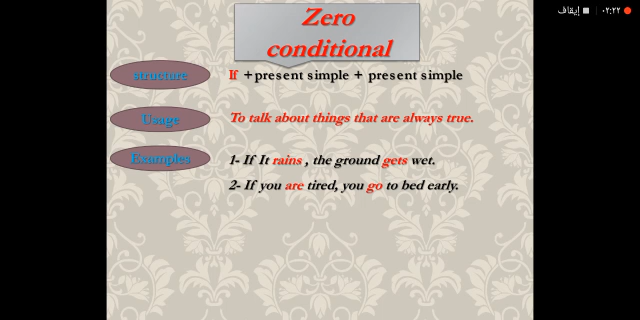 Zero
conditional
إيقاف ٠٢:٢٢
structure
If +present simple + present simple
Usage
To talk about things that are always true.
Examples
1- If It rains , the ground gets wet.
2- If you are tired, you go to bed early.